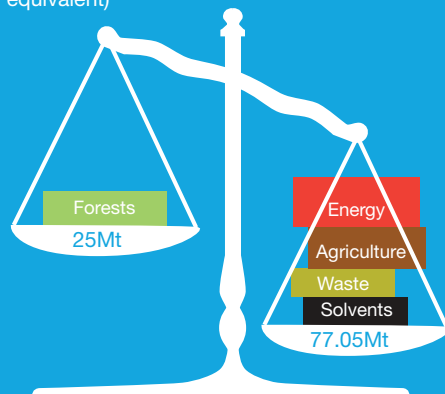 equivalent)
Forests
25Mt
Energy
Agriculture
Waste
Solvents
77.05Mt